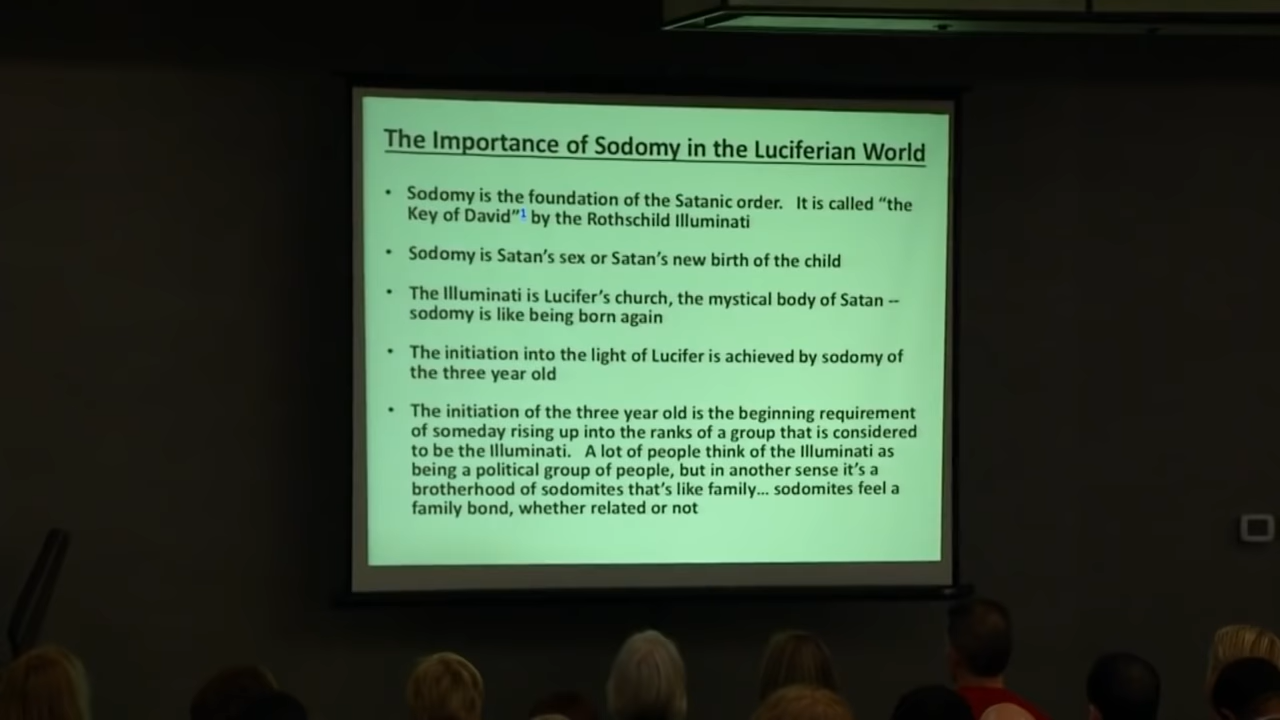 The Importance of Sodomy in the Luciferian World
• Sodomy is the foundation of the Satanic order. It is called “the
Key of David”1 by the Rothschild Illuminati
• Sodomy is Satan’s sex or Satan’s new birth of the child
• The Illuminati is Lucifer’s church, the mystical body of Satan –
sodomy is like being born again
• The initiation into the light of Lucifer is achieved by sodomy of
the three year old
• The initiation of the three year old is the beginning requirement
of someday rising up into the ranks of a group that is considered
to be the Illuminati. A lot of people think of the Illuminati as
being a political group of people, but in another sense it’s a
brotherhood of sodomites that’s like family… sodomites feel a
family bond, whether related or not